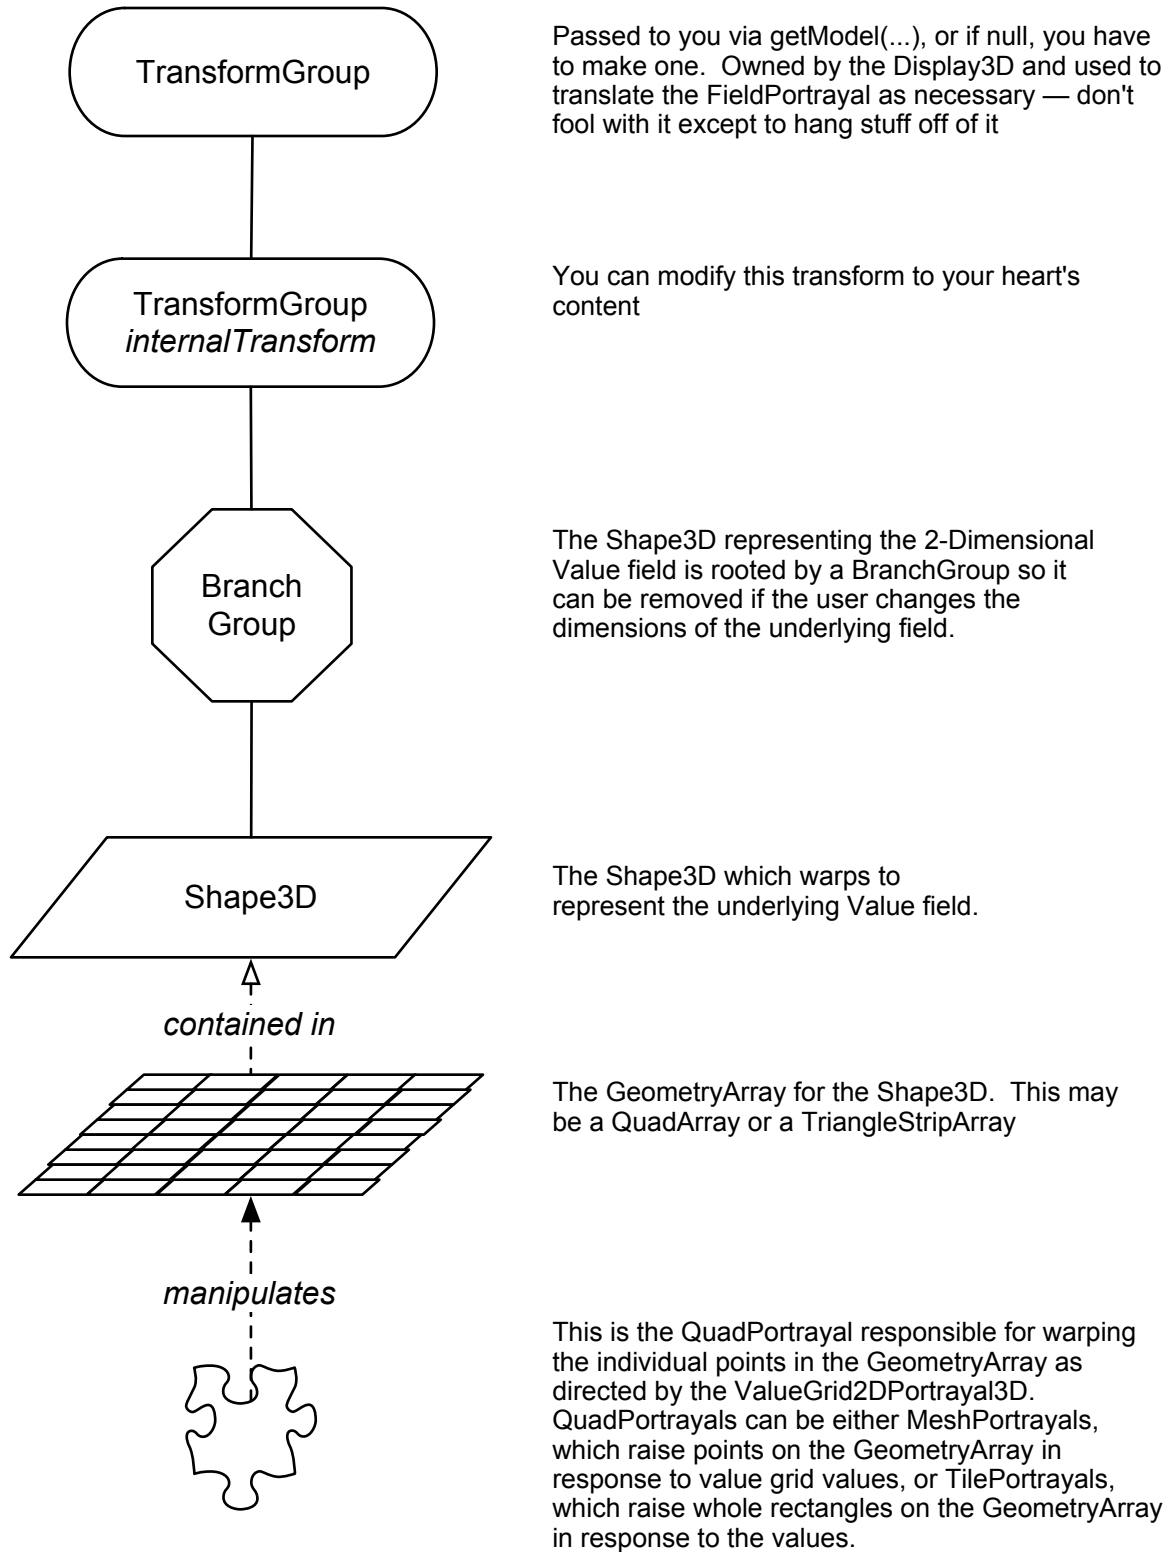 TransformGroup
Passed to you via getModel(...), or if null, you have
to make one.  Owned by the Display3D and used to
translate the FieldPortrayal as necessary — don't
fool with it except to hang stuff off of it
TransformGroup
internalTransform
You can modify this transform to your heart's
content
Branch
Group
The Shape3D representing the 2-Dimensional
Value field is rooted by a BranchGroup so it
can be removed if the user changes the
dimensions of the underlying field.
Shape3D
The Shape3D which warps to
represent the underlying Value field.
contained in
The GeometryArray for the Shape3D.  This may
be a QuadArray or a TriangleStripArray
manipulates
This is the QuadPortrayal responsible for warping
the individual points in the GeometryArray as
directed by the ValueGrid2DPortrayal3D.
QuadPortrayals can be either MeshPortrayals,
which raise points on the GeometryArray in
response to value grid values, or TilePortrayals,
which raise whole rectangles on the GeometryArray
in response to the values.